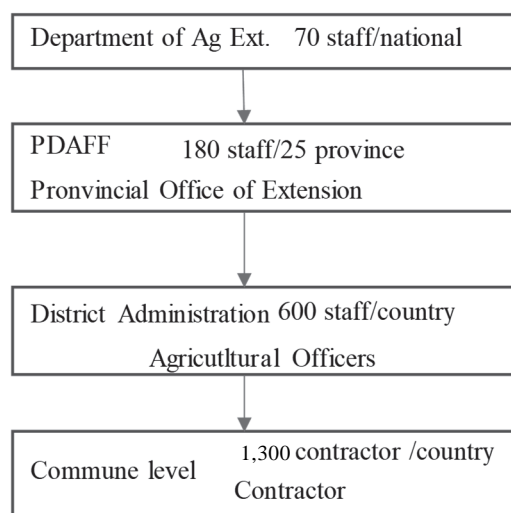 Department of Ag Ext. 70 staff/national
PDAFF 180 staff/25 province
Pronvincial Office of Extension
District Administration 600 staff/country
Agricutltural Officers
1,300 contractor /country
Commune level
Contractor